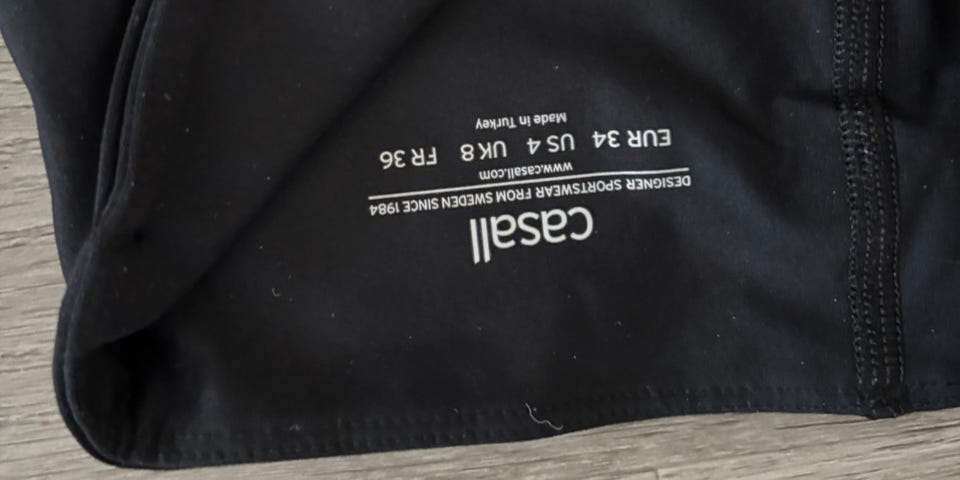 casall
DESIGNER SPORTSWEAR FROM SWEDEN SINCE 1984
www.casall.com
EUR 34 US 4 UK 8 FR 36
Made in Turkey